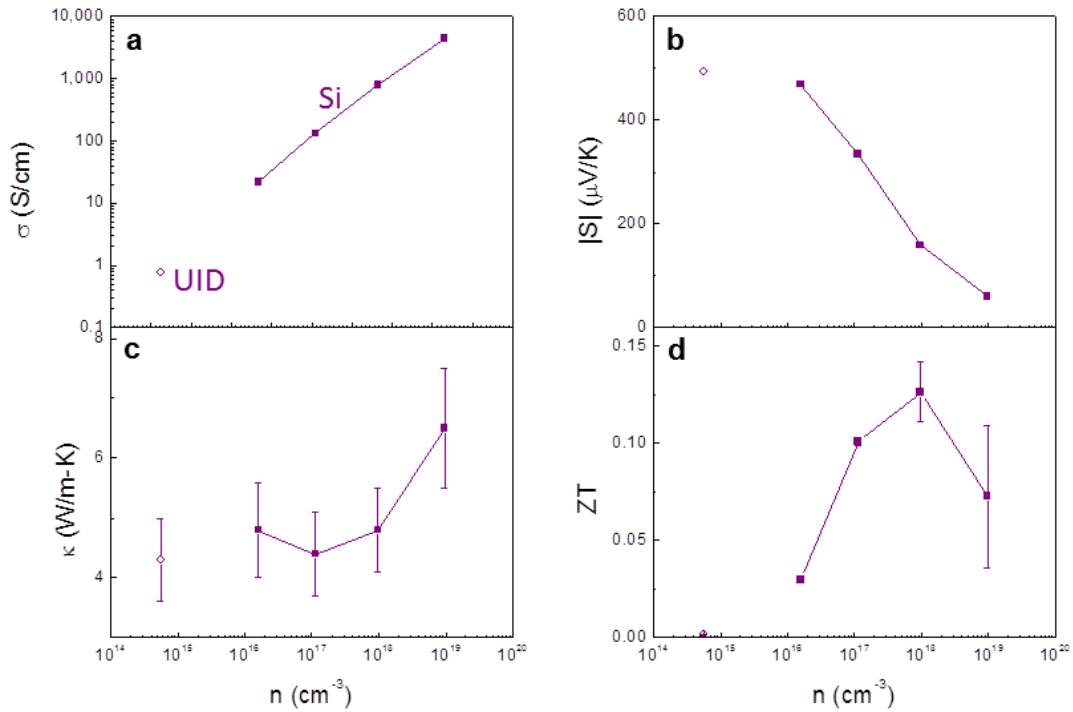 a
10,000
1,000
100
10
1
0.1
σ (S/cm)
Si
UID
b
600
400
200
0
|S| (μV/K)
c
8
6
4
κ (W/m-K)
10^14 10^15 10^16 10^17 10^18 10^19 10^20
n (cm^-3)
d
0.15
0.10
0.05
0.00
ZT
10^14 10^15 10^16 10^17 10^18 10^19 10^20
n (cm^-3)